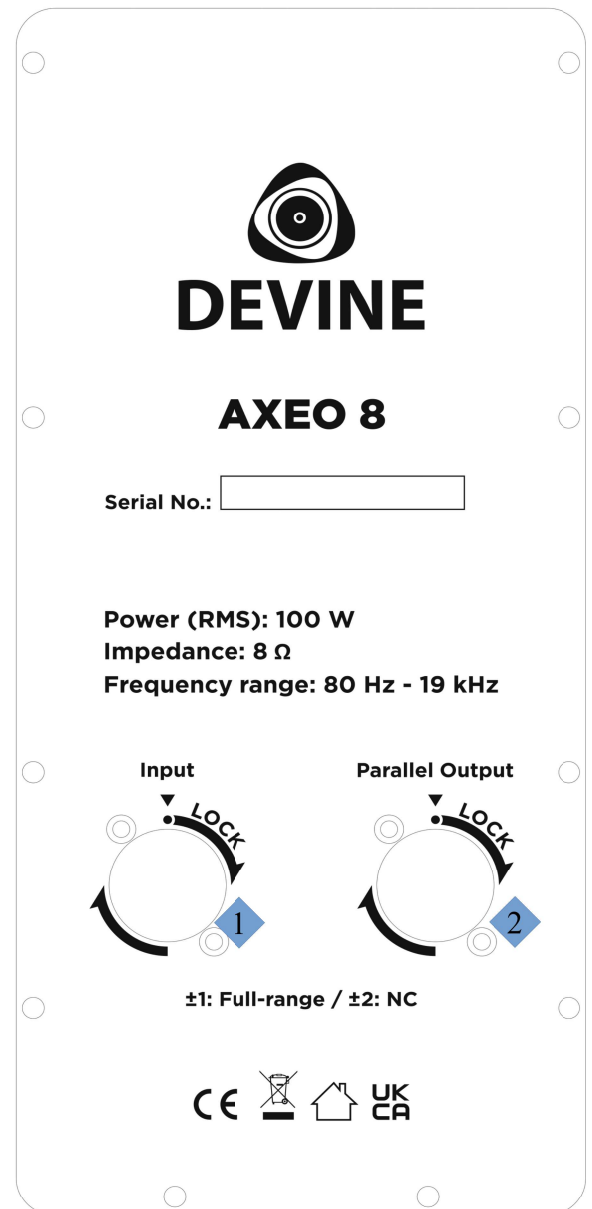 DEVINE
AXEO 8
Serial No.:
Power (RMS): 100 W
Impedance: 8 Ω
Frequency range: 80 Hz - 19 kHz
Input Parallel Output
LOCK LOCK
1 2
±1: Full-range / ±2: NC
CE UK
CA